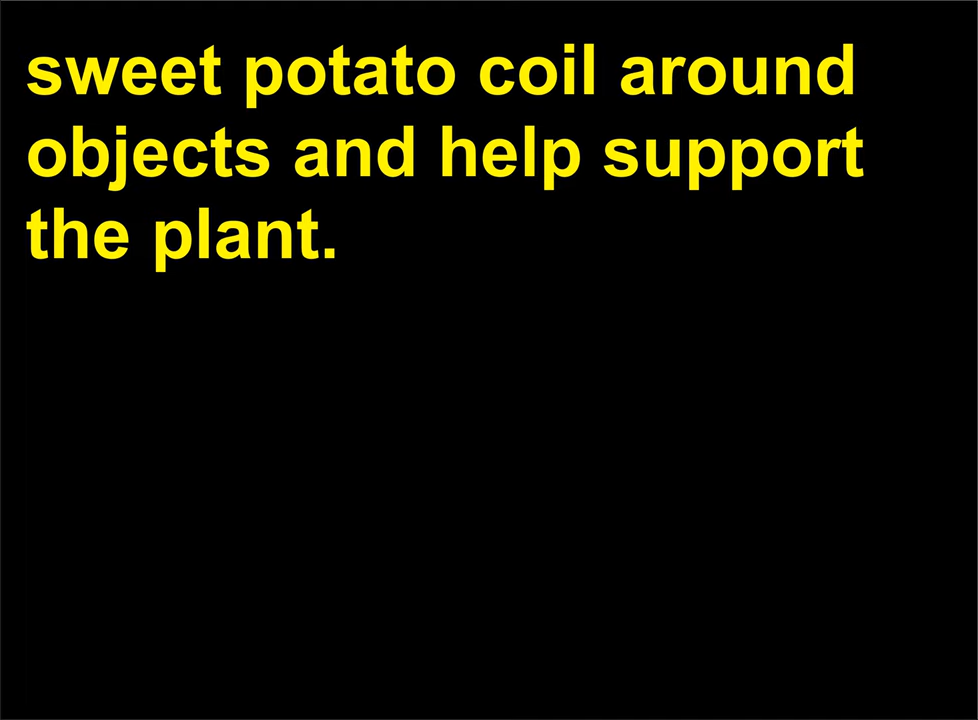 sweet potato coil around
objects and help support
the plant.